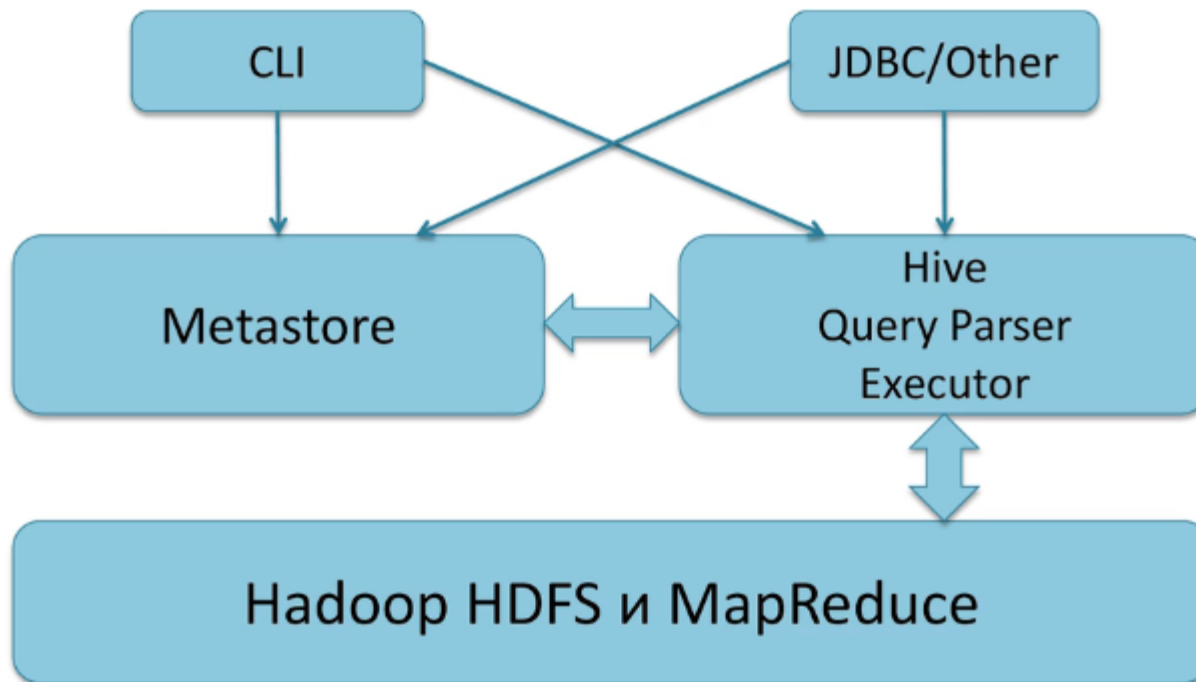 CLI
JDBC/Other
Metastore
Hive
Query Parser
Executor
Hadoop HDFS и MapReduce